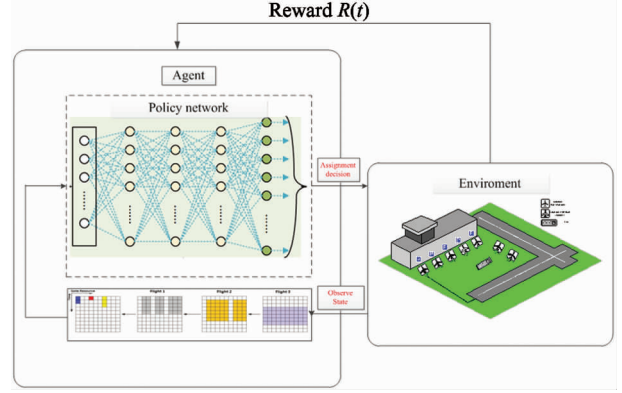 Reward R(t)
Agent
Policy network
Assignment
decision
Enviroment
Observe
State
Flight 1
Flight 2
Flight 3